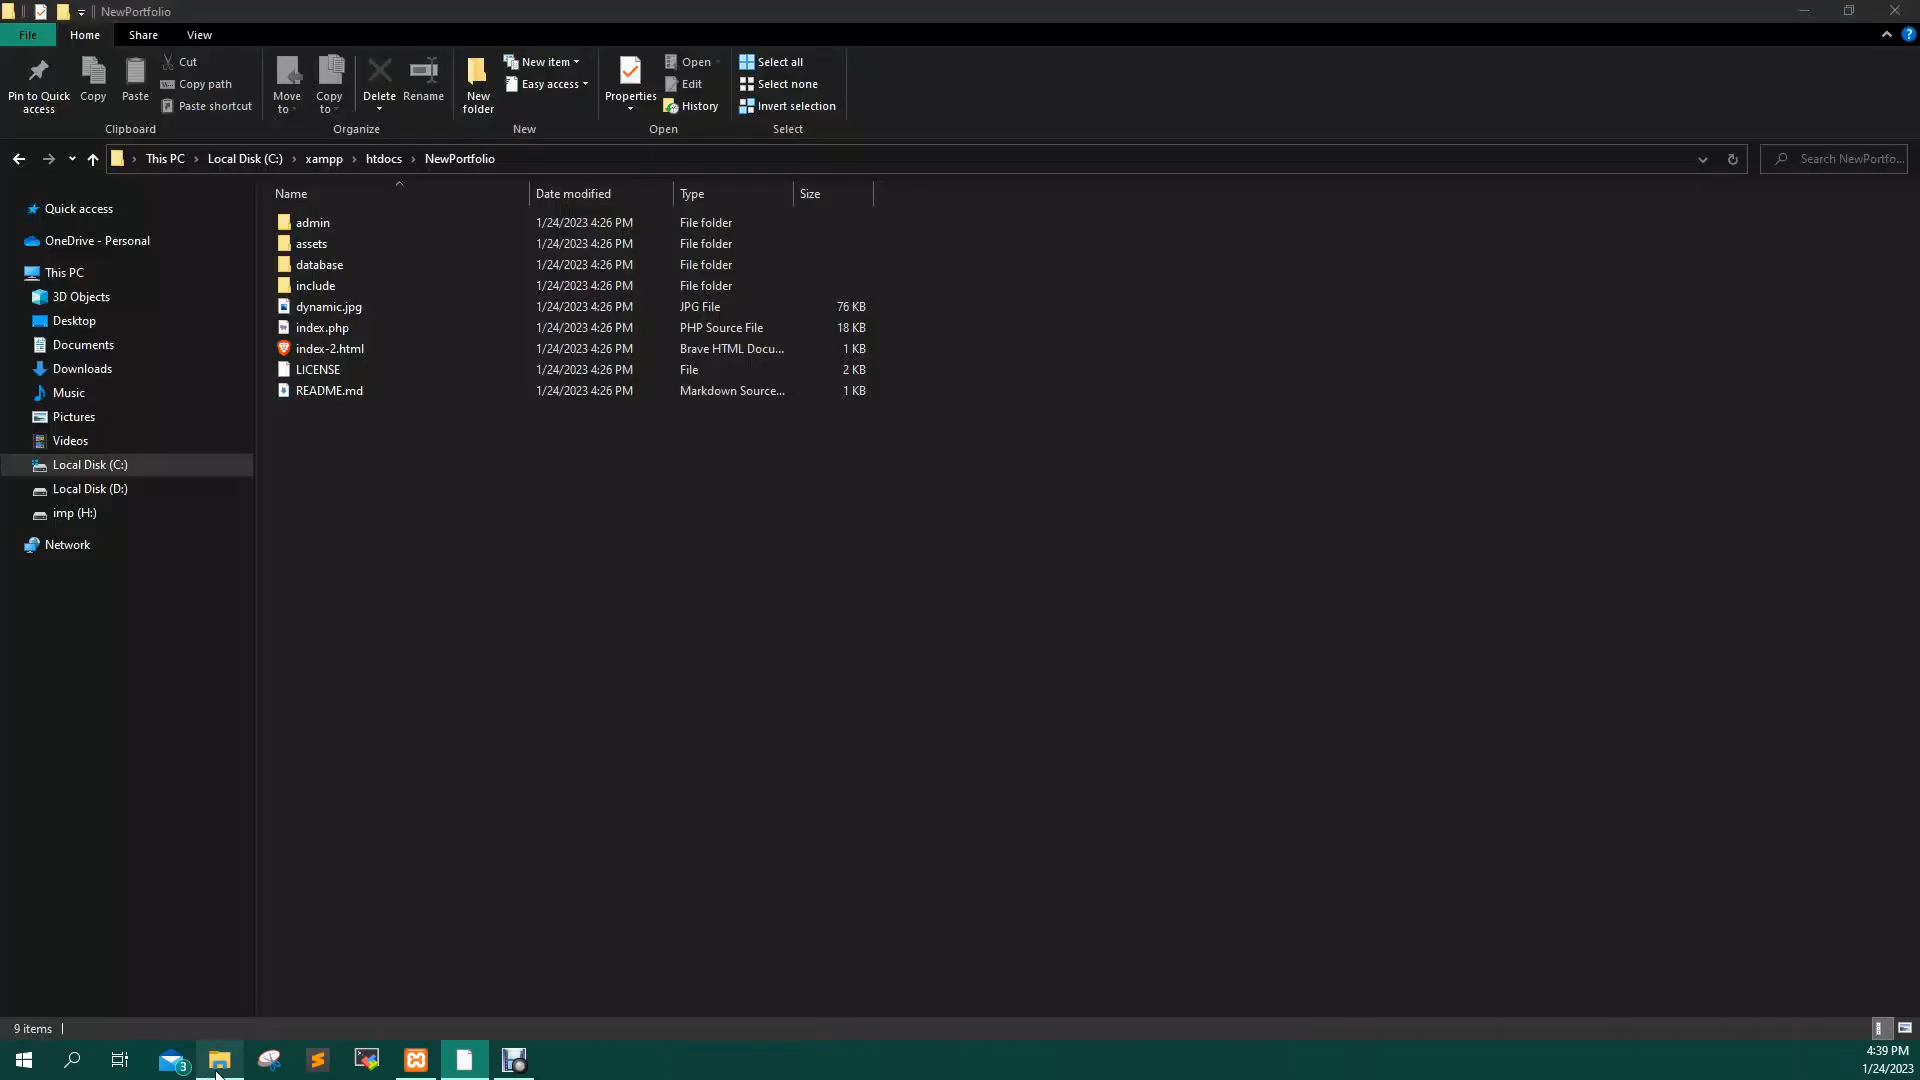 NewPortfolio
File Home Share View
Pin to Quick access
Copy
Paste
Cut
Copy path
Paste shortcut
Clipboard
Move to
Copy to
Delete
Rename
Organize
New folder
New item
Easy access
New
Properties
Open
Edit
History
Open
Select all
Select none
Invert selection
Select
This PC Local Disk (C:) xampp htdocs NewPortfolio
Search NewPortfo...
Name Date modified Type Size
admin 1/24/2023 4:26 PM File folder
assets 1/24/2023 4:26 PM File folder
database 1/24/2023 4:26 PM File folder
include 1/24/2023 4:26 PM File folder
dynamic.jpg 1/24/2023 4:26 PM JPG File 76 KB
index.php 1/24/2023 4:26 PM PHP Source File 18 KB
index-2.html 1/24/2023 4:26 PM Brave HTML Docu... 1 KB
LICENSE 1/24/2023 4:26 PM File 2 KB
README.md 1/24/2023 4:26 PM Markdown Source... 1 KB
Quick access
OneDrive - Personal
This PC
3D Objects
Desktop
Documents
Downloads
Music
Pictures
Videos
Local Disk (C:)
Local Disk (D:)
imp (H:)
Network
9 items
3
4:39 PM
1/24/2023